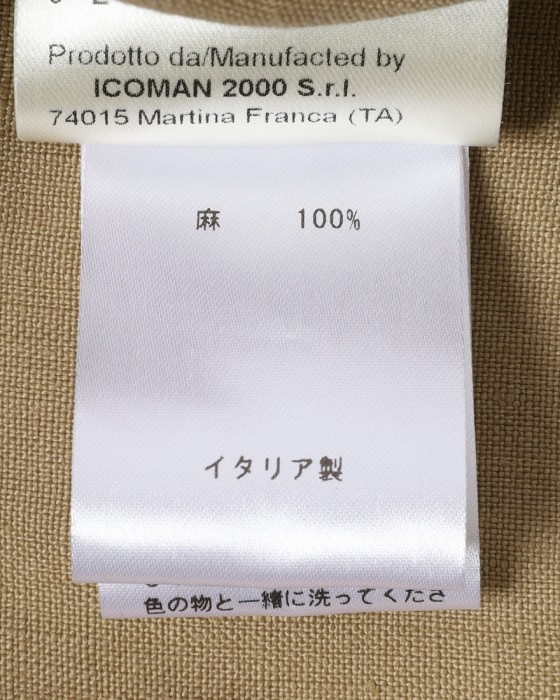 Prodotto da/Manufacted by
ICOMAN 2000 S.r.l.
74015 Martina Franca (TA)
麻 100%
イタリア製
色の物と一緒に洗ってくださ